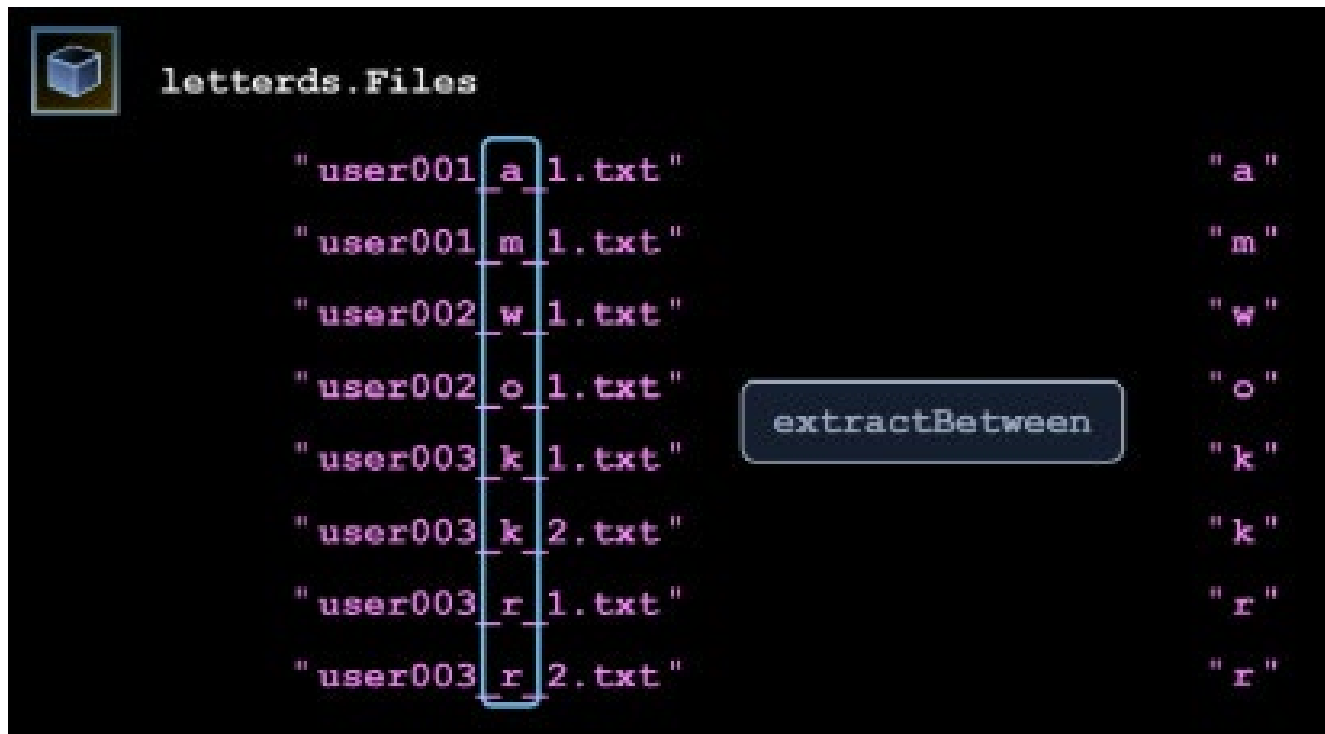 letterds.Files
"user001_a_1.txt" "a"
"user001_m_1.txt" "m"
"user002_w_1.txt" "w"
"user002_o_1.txt" "o"
extractBetween
"user003_k_1.txt" "k"
"user003_k_2.txt" "k"
"user003_r_1.txt" "r"
"user003_r_2.txt" "r"